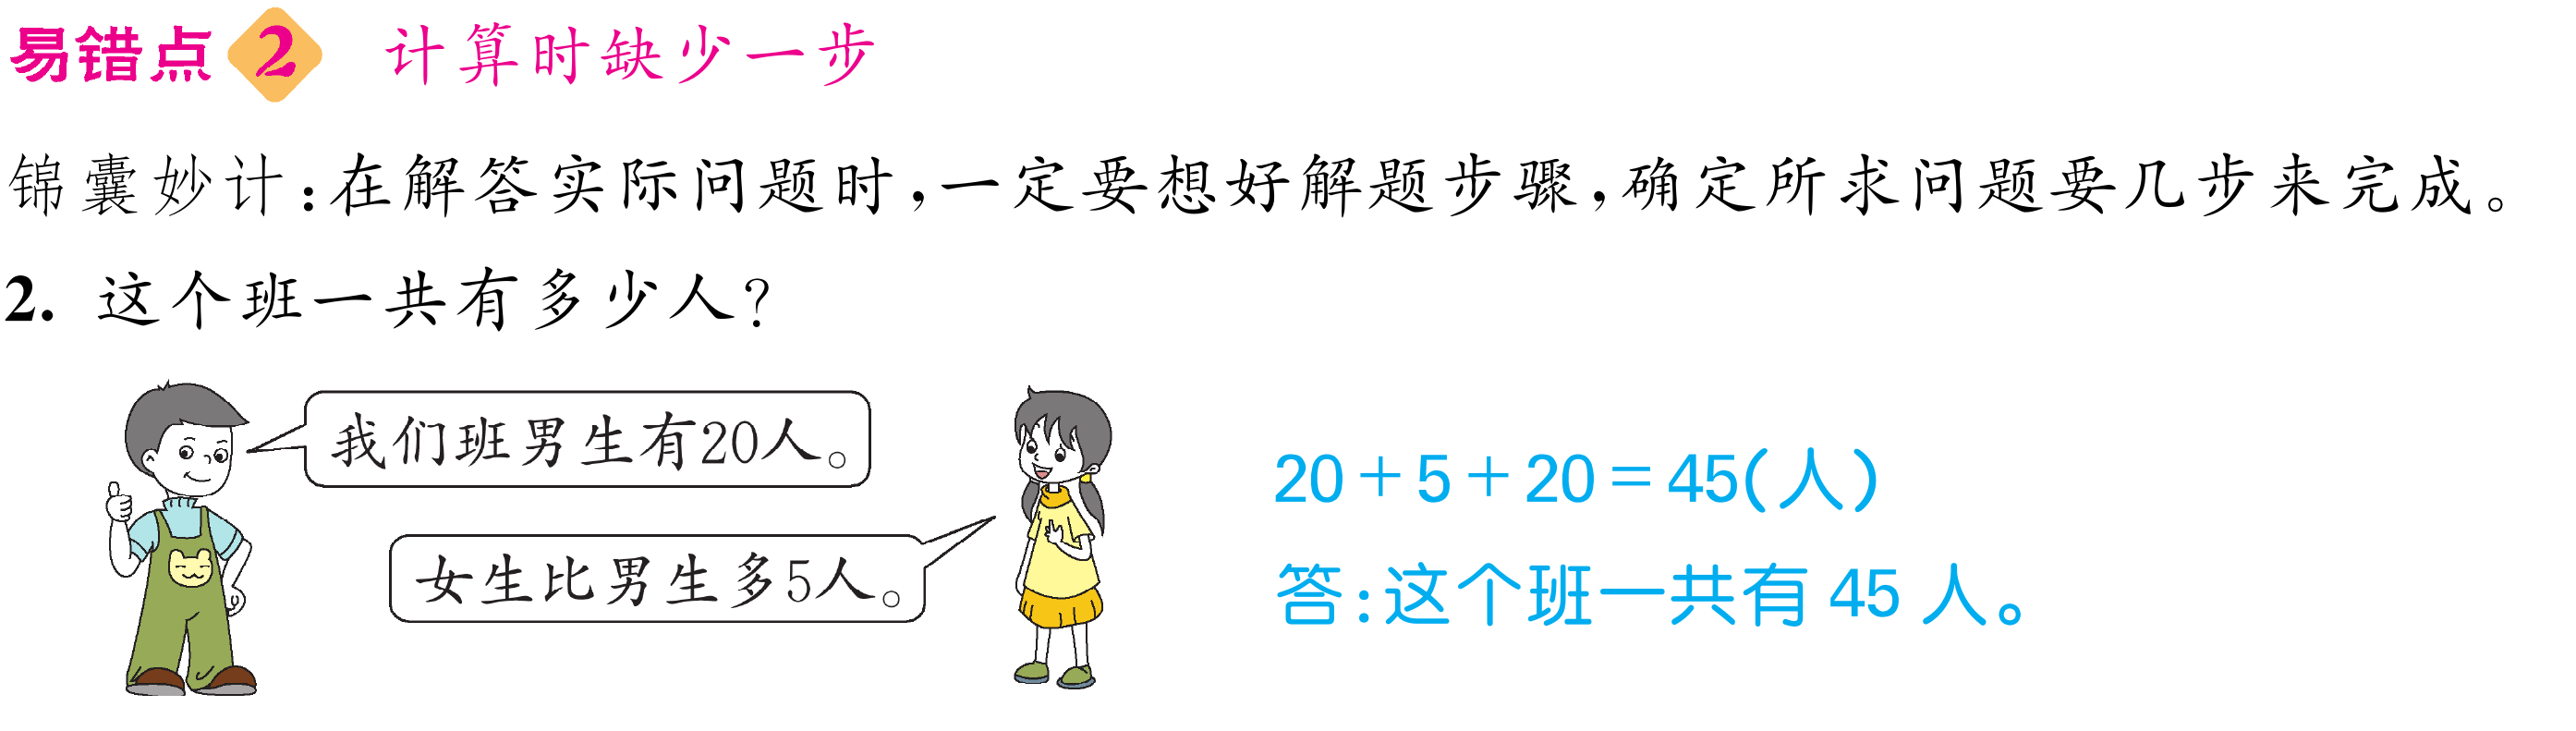 易错点2 计算时缺少一步
锦囊妙计:在解答实际问题时,一定要想好解题步骤,确定所求问题要几步来完成。
2. 这个班一共有多少人?
我们班男生有20人。
女生比男生多5人。
20+5+20=45(人)
答:这个班一共有45人。